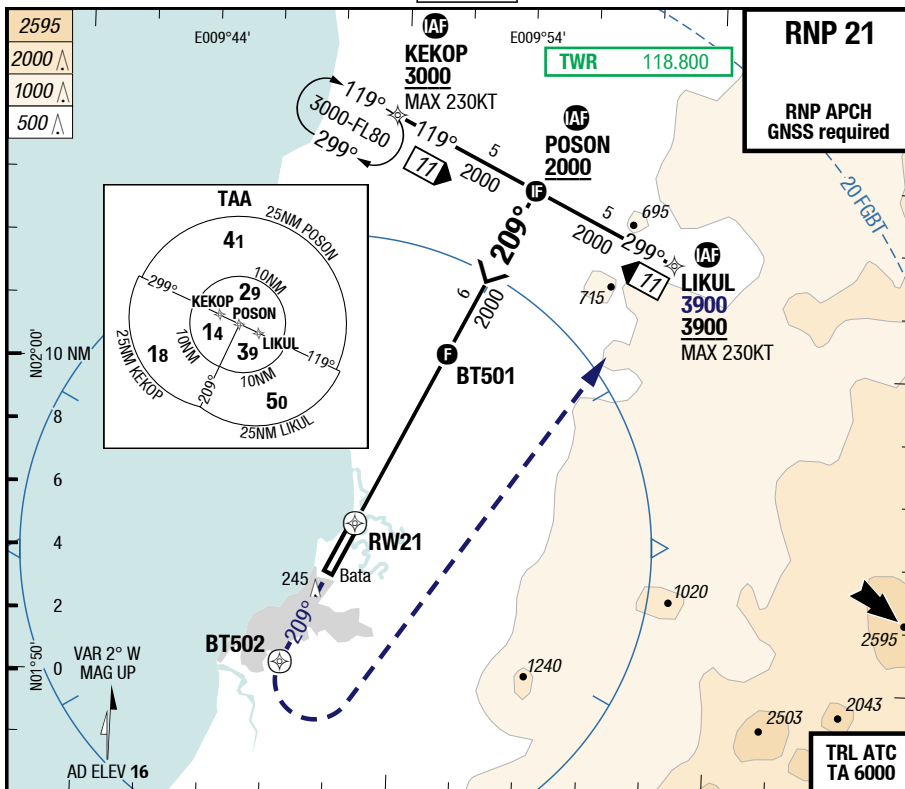 2595
2000
1000
500
E009°44'
E009°54'
IAF
KEKOP
3000
MAX 230KT
TWR 118.800
RNP 21
RNP APCH
GNSS required
119°
3000-FL80
299°
119°
5
2000
11
IAF
POSON
2000
IF
5
2000
299°
11
695
715
IAF
LIKUL
3900
3900
MAX 230KT
20 FGBT
209°
6
2000
F
BT501
TAA
25NM POSON
41
299°
10NM
29
KEKOP
POSON
14
LIKUL
39
119°
10NM
10NM
18
209°
50
25NM KEKOP
25NM LIKUL
N02°00'
10 NM
8
6
4
2
0
N01°50'
RW21
Bata
245
209°
BT502
1020
1240
2595
2503
2043
VAR 2° W
MAG UP
AD ELEV 16
TRL ATC
TA 6000